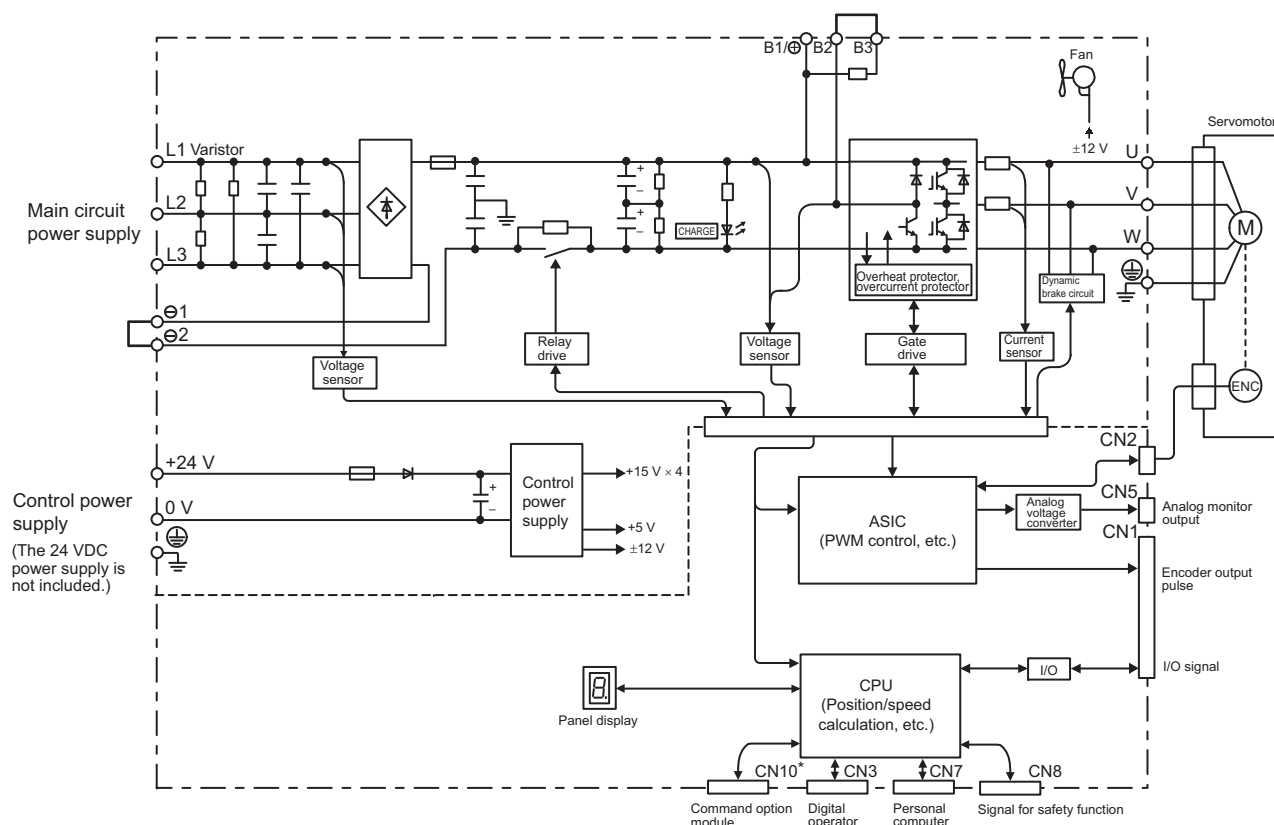 B1/⊕ B2 B3
Fan
±12 V
Servomotor
L1 Varistor
L2
L3
Main circuit
power supply
⊖1
⊖2
+
–
+
–
CHARGE
Overheat protector,
overcurrent protector
U
V
W
M
Dynamic
brake circuit
Voltage
sensor
Relay
drive
Voltage
sensor
Gate
drive
Current
sensor
ENC
+24 V
0 V
Control power
supply
(The 24 VDC
power supply is
not included.)
+
–
Control
power
supply
+15 V × 4
+5 V
±12 V
ASIC
(PWM control, etc.)
Analog
voltage
converter
CN2
CN5
Analog monitor
output
CN1
Encoder output
pulse
I/O
I/O signal
CPU
(Position/speed
calculation, etc.)
8.
Panel display
CN10* CN3 CN7 CN8
Command option
module
Digital
operator
Personal
computer
Signal for safety function